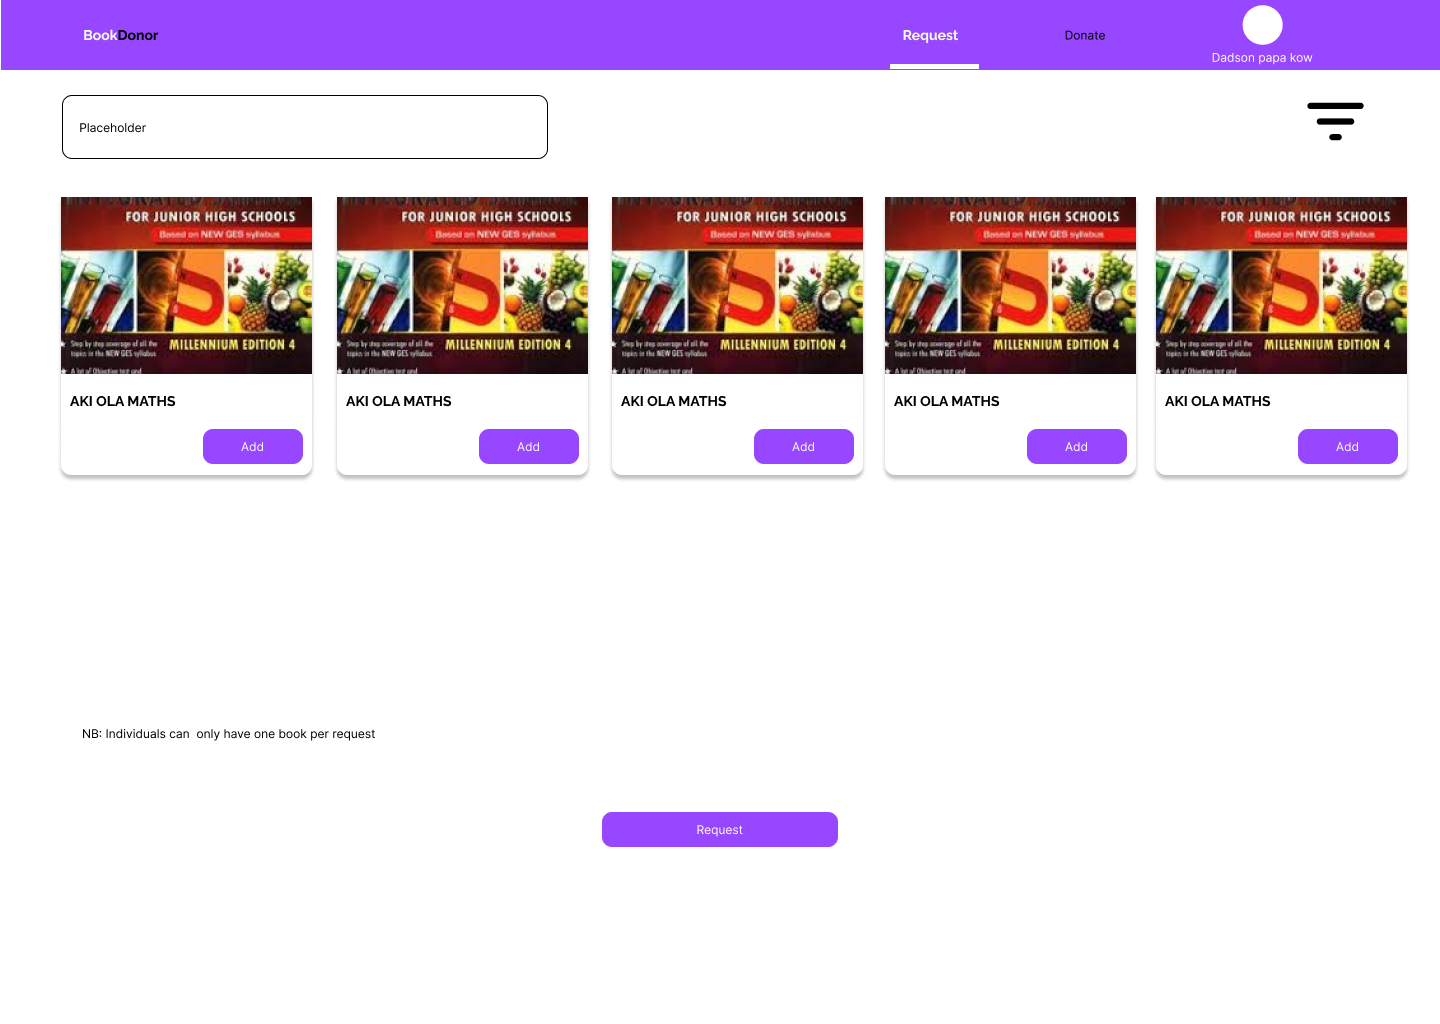 BookDonor
Request
Donate
Dadson papa kow
Placeholder
FOR JUNIOR HIGH SCHOOLS
Based on NEW GES syllabus
Step by step coverage of all the
topics in the NEW GES syllabus
MILLENNIUM EDITION 4
A lot of Objective test and
AKI OLA MATHS
Add
FOR JUNIOR HIGH SCHOOLS
Based on NEW GES syllabus
Step by step coverage of all the
topics in the NEW GES syllabus
MILLENNIUM EDITION 4
A lot of Objective test and
AKI OLA MATHS
Add
FOR JUNIOR HIGH SCHOOLS
Based on NEW GES syllabus
Step by step coverage of all the
topics in the NEW GES syllabus
MILLENNIUM EDITION 4
A lot of Objective test and
AKI OLA MATHS
Add
FOR JUNIOR HIGH SCHOOLS
Based on NEW GES syllabus
Step by step coverage of all the
topics in the NEW GES syllabus
MILLENNIUM EDITION 4
A lot of Objective test and
AKI OLA MATHS
Add
FOR JUNIOR HIGH SCHOOLS
Based on NEW GES syllabus
Step by step coverage of all the
topics in the NEW GES syllabus
MILLENNIUM EDITION 4
A lot of Objective test and
AKI OLA MATHS
Add
NB: Individuals can  only have one book per request
Request